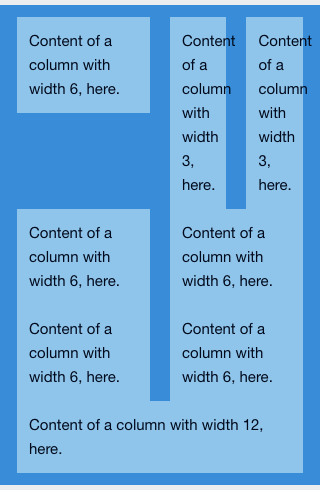 Content of a
column with
width 6, here.
Content
of a
column
with
width
3,
here.
Content
of a
column
with
width
3,
here.
Content of a
column with
width 6, here.
Content of a
column with
width 6, here.
Content of a
column with
width 6, here.
Content of a
column with
width 6, here.
Content of a column with width 12,
here.